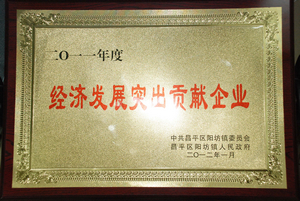 二〇一一年度
经济发展突出贡献企业
中共昌平区阳坊镇委员会
昌平区阳坊镇人民政府
二〇一二年一月